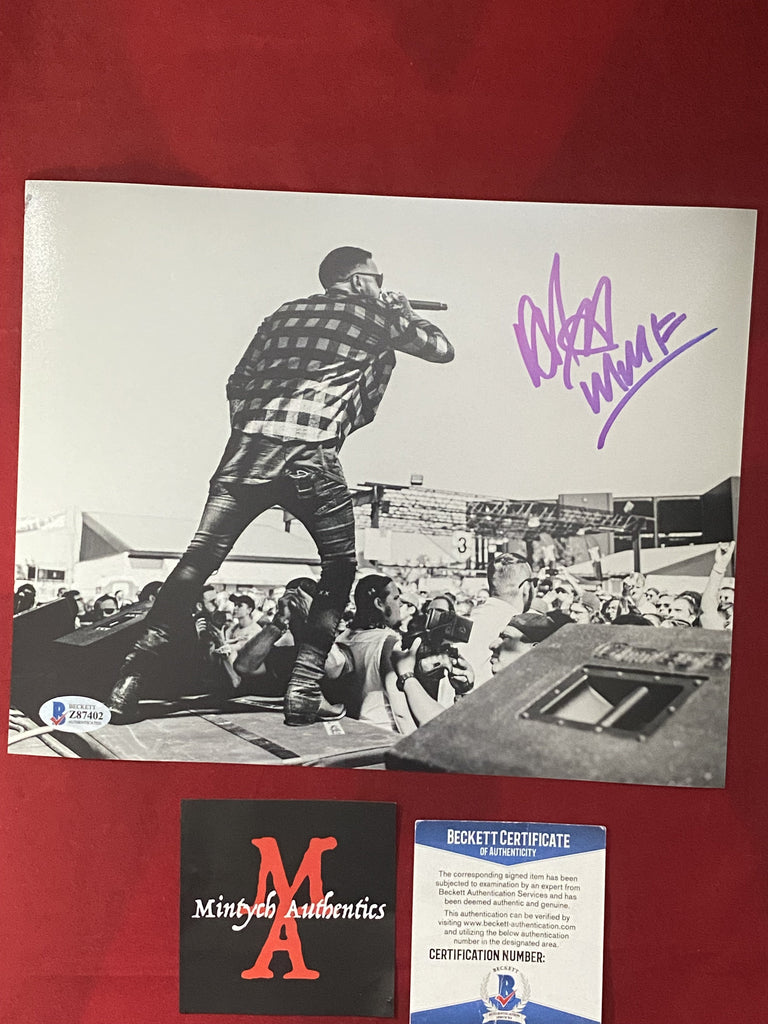 3
BECKETT
Z87402
AUTHENTICATION
M
Mintych Authentics
A
BECKETT CERTIFICATE
OF AUTHENTICITY
The corresponding signed item has been
subjected to examination by an expert from
Beckett Authentication Services and has
been deemed authentic and genuine.
This authentication can be verified by
visiting www.beckett-authentication.com
and utilizing the below authentication
number in the designated area.
CERTIFICATION NUMBER:
BECKETT
B